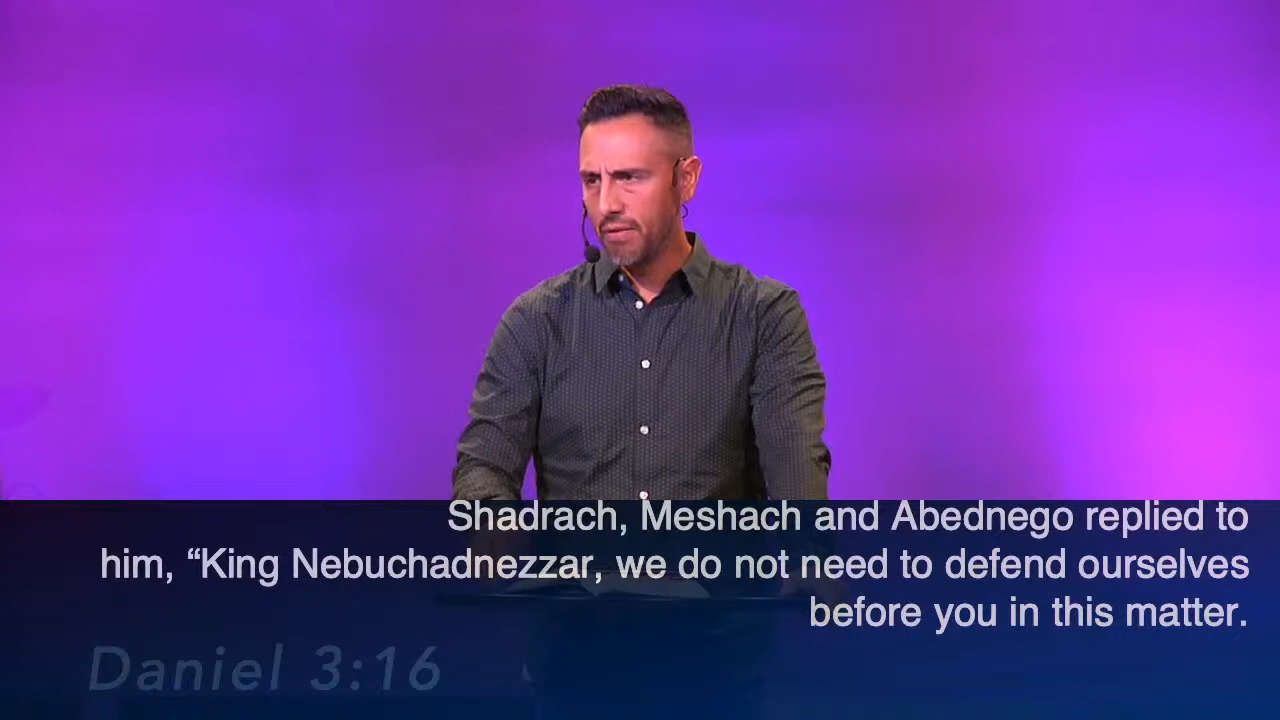 Shadrach, Meshach and Abednego replied to
him, “King Nebuchadnezzar, we do not need to defend ourselves
before you in this matter.
Daniel 3:16